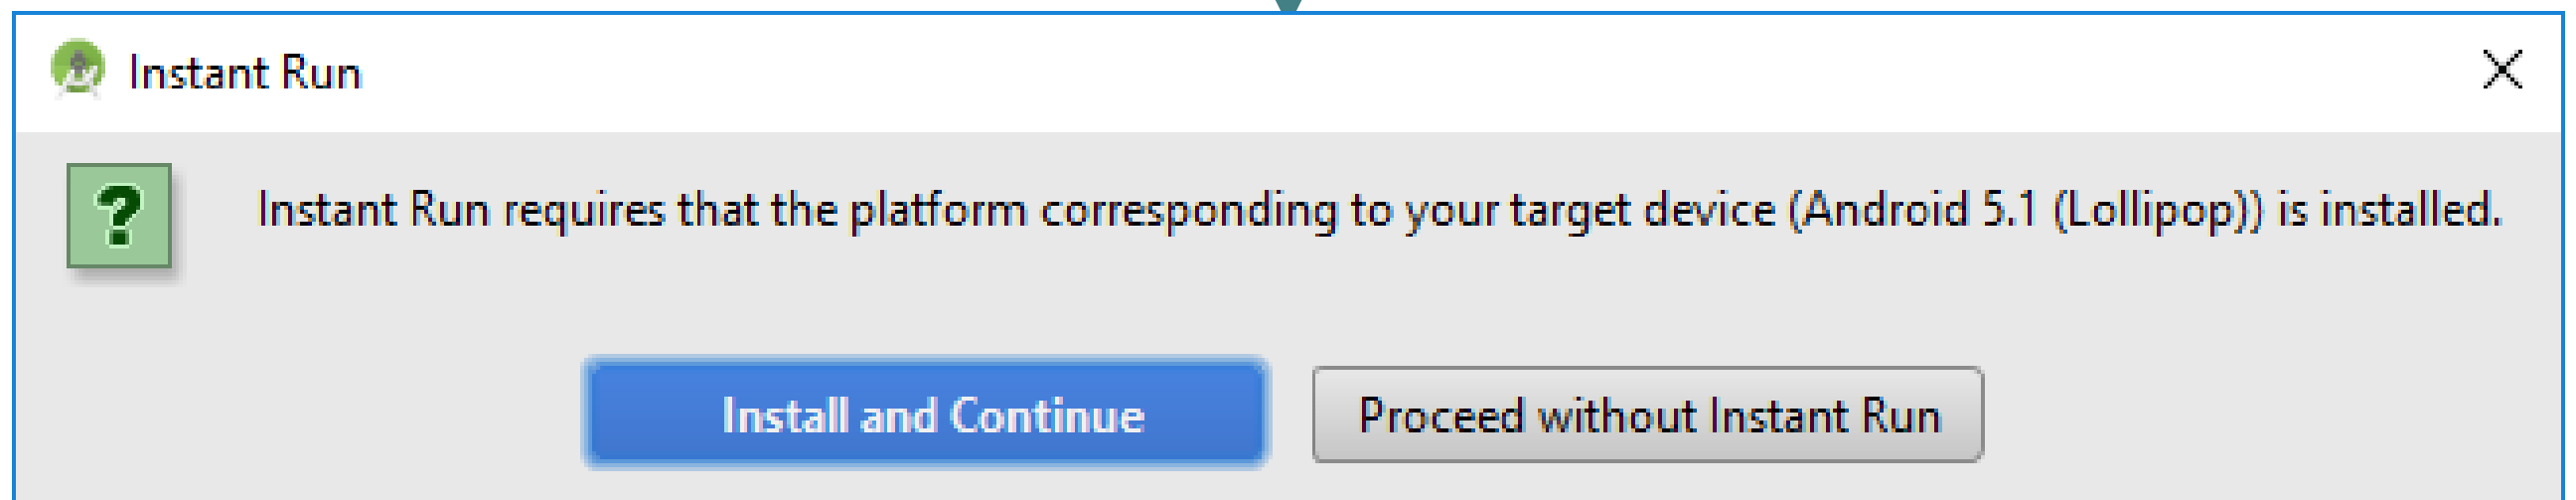 Instant Run
Instant Run requires that the platform corresponding to your target device (Android 5.1 (Lollipop)) is installed.
Install and Continue
Proceed without Instant Run